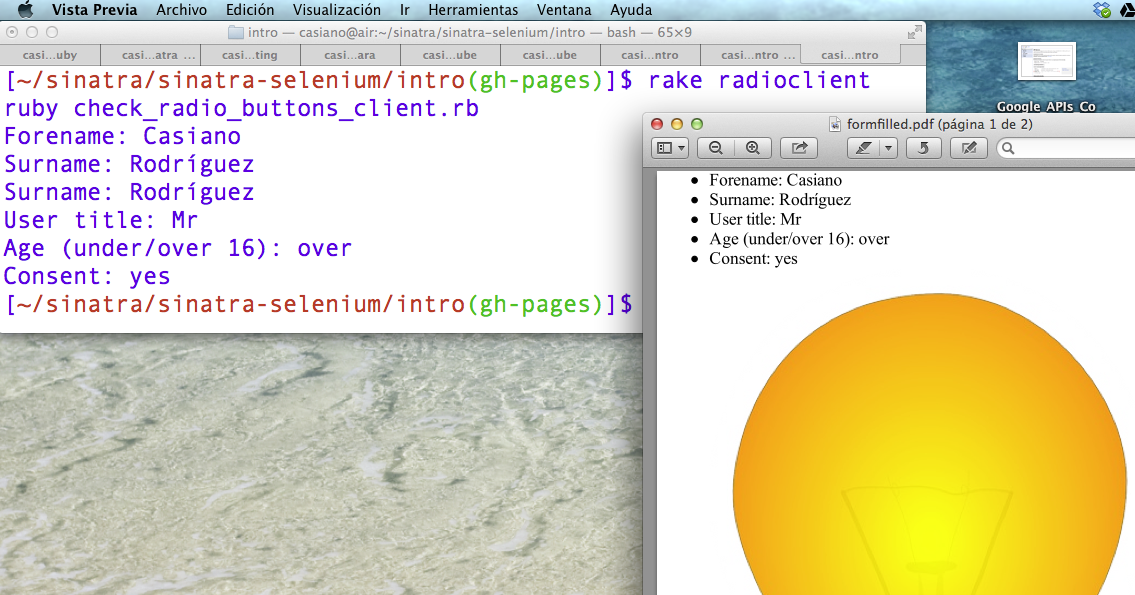 Vista Previa Archivo Edición Visualización Ir Herramientas Ventana Ayuda
intro — casiano@air:~/sinatra/sinatra-selenium/intro — bash — 65×9
casi...uby casi...atra ... casi...ting casi...ara casi...ube casi...ube casi...ntro casi...ntro ... casi...ntro
[~/sinatra/sinatra-selenium/intro(gh-pages)]$ rake radioclient
ruby check_radio_buttons_client.rb
Forename: Casiano
Surname: Rodríguez
Surname: Rodríguez
User title: Mr
Age (under/over 16): over
Consent: yes
[~/sinatra/sinatra-selenium/intro(gh-pages)]$
Google_APIs_Co
formfilled.pdf (página 1 de 2)
• Forename: Casiano
• Surname: Rodríguez
• User title: Mr
• Age (under/over 16): over
• Consent: yes